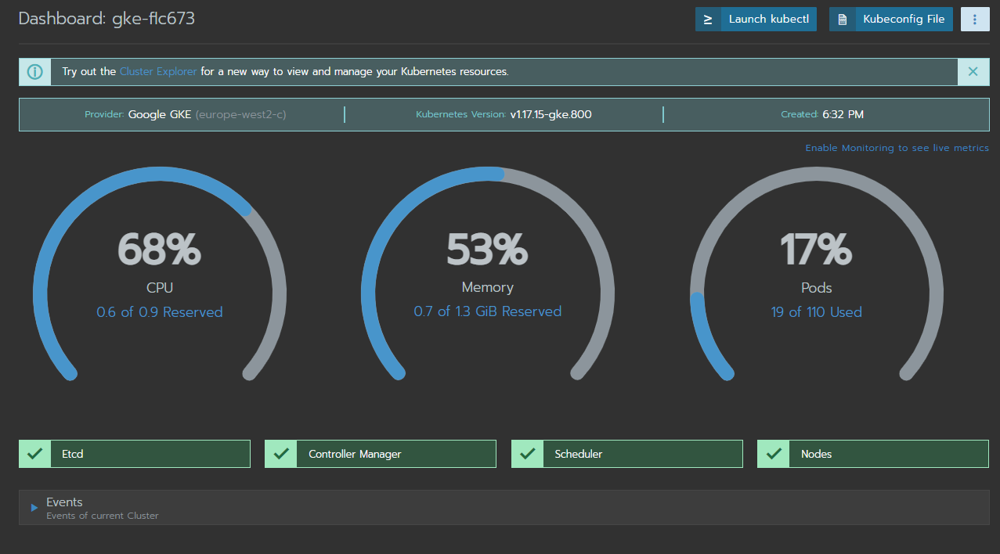 Dashboard: gke-flc673
Launch kubectl
Kubeconfig File
Try out the Cluster Explorer for a new way to view and manage your Kubernetes resources.
Provider: Google GKE (europe-west2-c)
Kubernetes Version: v1.17.15-gke.800
Created: 6:32 PM
Enable Monitoring to see live metrics
68%
CPU
0.6 of 0.9 Reserved
53%
Memory
0.7 of 1.3 GiB Reserved
17%
Pods
19 of 110 Used
Etcd
Controller Manager
Scheduler
Nodes
Events
Events of current Cluster